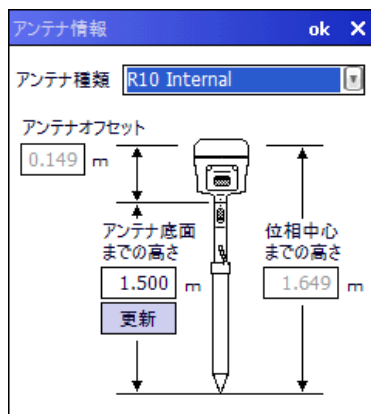 アンテナ情報 ok ×
アンテナ種類 R10 Internal
アンテナオフセット
0.149 m
アンテナ底面
までの高さ
1.500 m
更新
位相中心
までの高さ
1.649 m